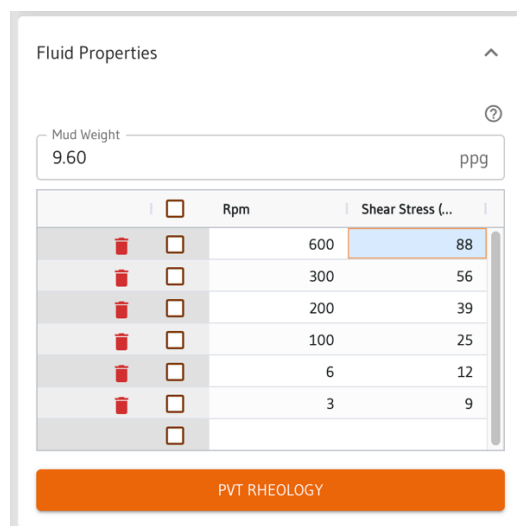 Fluid Properties
Mud Weight
9.60 ppg
Rpm Shear Stress (...
600 88
300 56
200 39
100 25
6 12
3 9
PVT RHEOLOGY